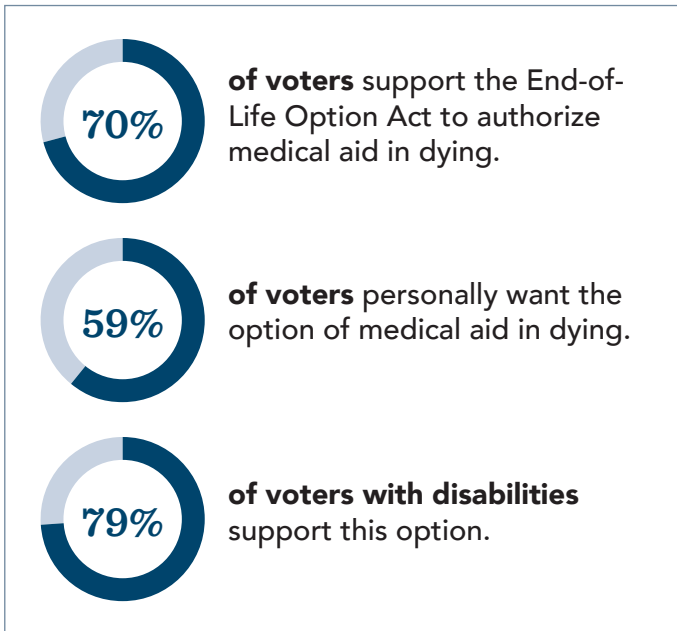 70%
of voters support the End-of-
Life Option Act to authorize
medical aid in dying.
59%
of voters personally want the
option of medical aid in dying.
79%
of voters with disabilities
support this option.